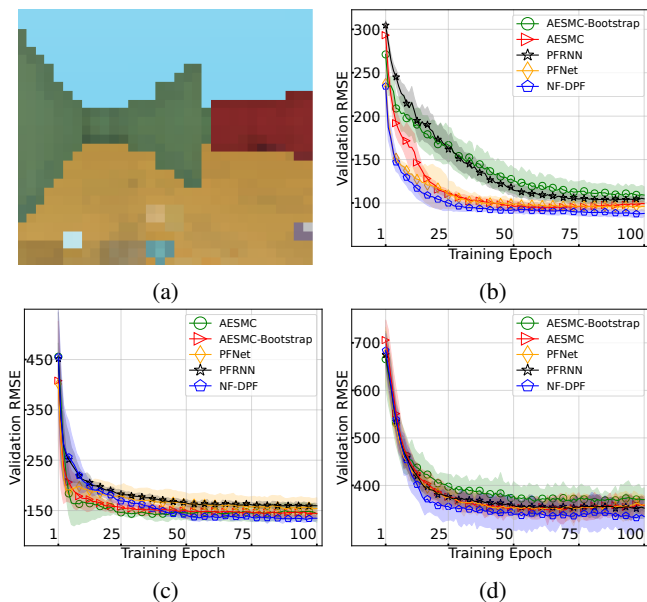 300
250
200
150
100
Validation RMSE
1
25
50
75
100
Training Epoch
AESMC-Bootstrap
AESMC
PFRNN
PFNet
NF-DPF
(a)
(b)
450
350
250
150
Validation RMSE
1
25
50
75
100
Training Epoch
AESMC
AESMC-Bootstrap
PFNet
PFRNN
NF-DPF
700
600
500
400
Validation RMSE
1
25
50
75
100
Training Epoch
AESMC-Bootstrap
AESMC
PFNet
PFRNN
NF-DPF
(c)
(d)